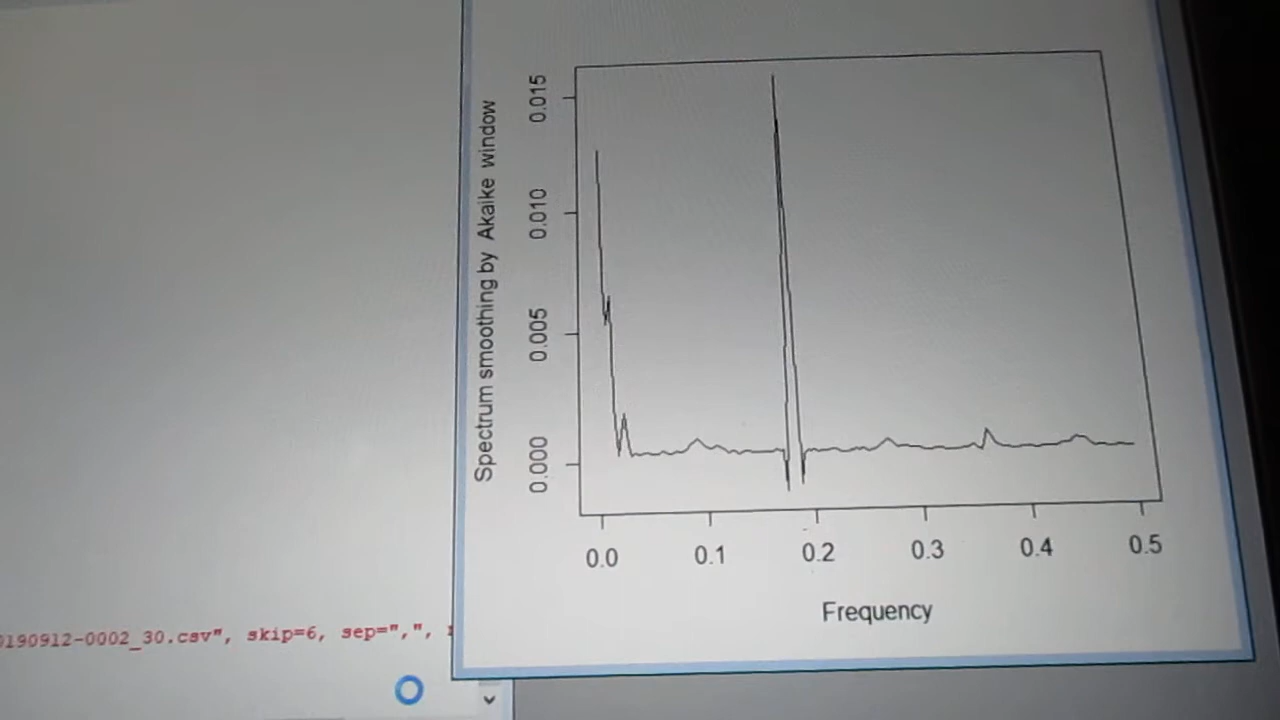 Spectrum smoothing by Akaike window
0.015
0.010
0.005
0.000
0.0 0.1 0.2 0.3 0.4 0.5
Frequency
190912-0002_30.csv", skip=6, sep=",",